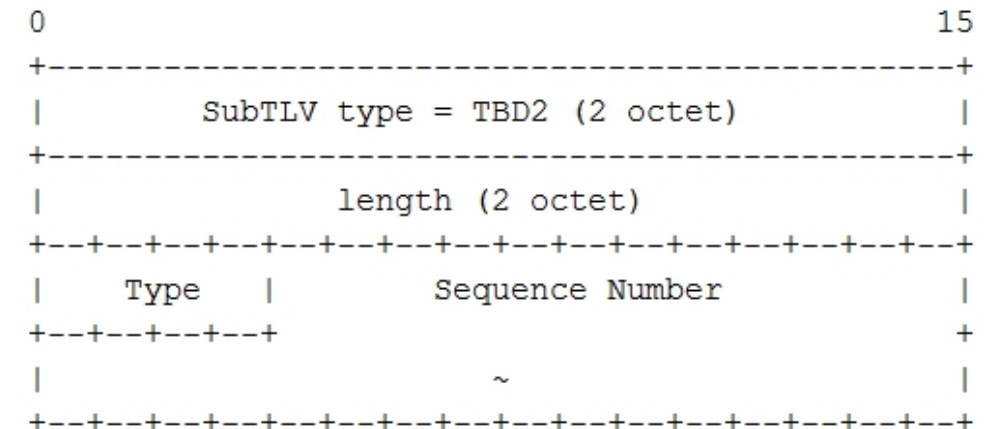 0 15
+-----------------------------------------------+
| SubTLV type = TBD2 (2 octet) |
+-----------------------------------------------+
| length (2 octet) |
+--+--+--+--+--+--+--+--+--+--+--+--+--+--+--+--+
| Type | Sequence Number |
+--+--+--+--+ +
| ~ |
+--+--+--+--+--+--+--+--+--+--+--+--+--+--+--+--+